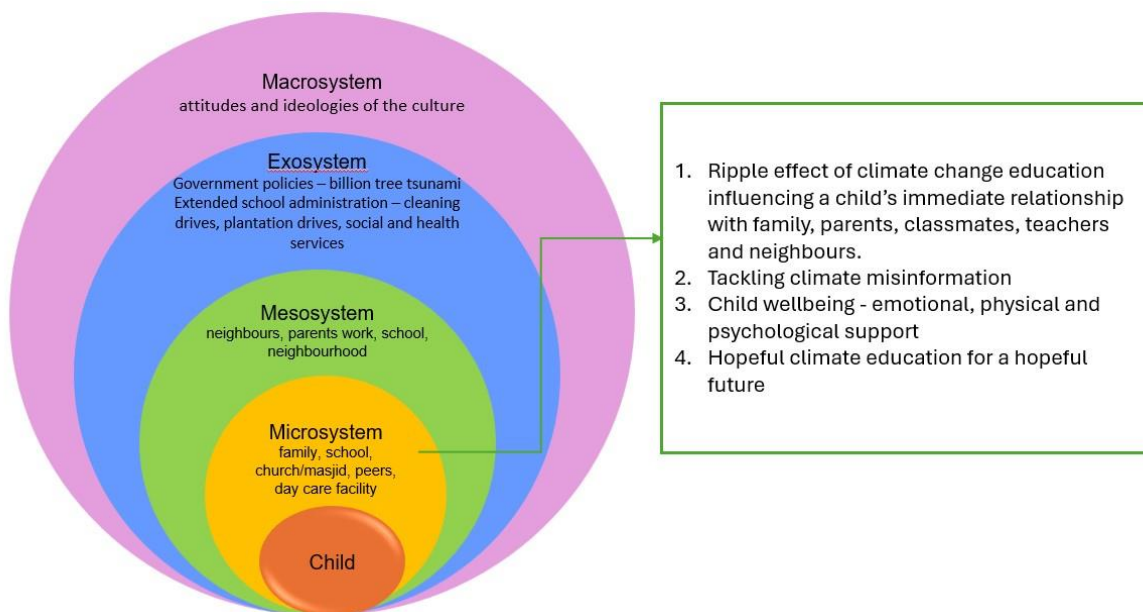 Macrosystem
attitudes and ideologies of the culture
Exosystem
Government policies – billion tree tsunami
Extended school administration – cleaning
drives, plantation drives, social and health
services
Mesosystem
neighbours, parents work, school,
neighbourhood
Microsystem
family, school,
church/masjid, peers,
day care facility
Child
1. Ripple effect of climate change education
influencing a child’s immediate relationship
with family, parents, classmates, teachers
and neighbours.
2. Tackling climate misinformation
3. Child wellbeing - emotional, physical and
psychological support
4. Hopeful climate education for a hopeful
future